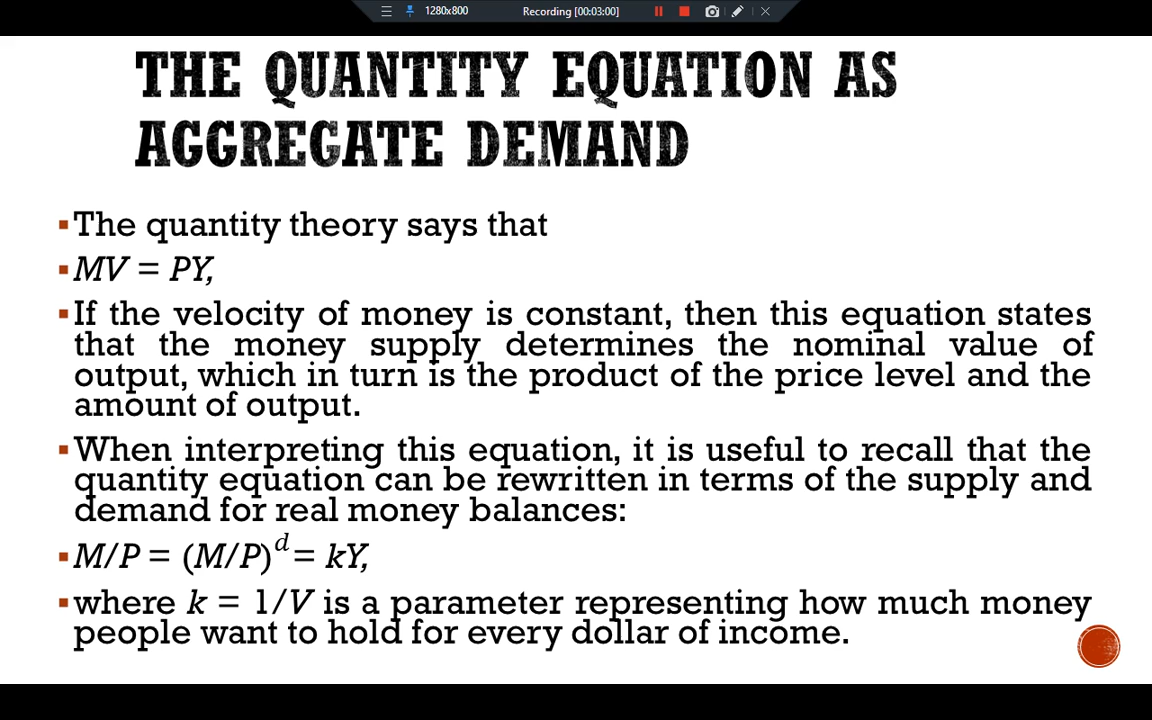 1280x800
Recording [00:03:00]
THE QUANTITY EQUATION AS
AGGREGATE DEMAND
▪The quantity theory says that
▪MV = PY,
▪If the velocity of money is constant, then this equation states
that the money supply determines the nominal value of
output, which in turn is the product of the price level and the
amount of output.
▪When interpreting this equation, it is useful to recall that the
quantity equation can be rewritten in terms of the supply and
demand for real money balances:
▪M/P = (M/P)ᵈ = kY,
▪where k = 1/V is a parameter representing how much money
people want to hold for every dollar of income.